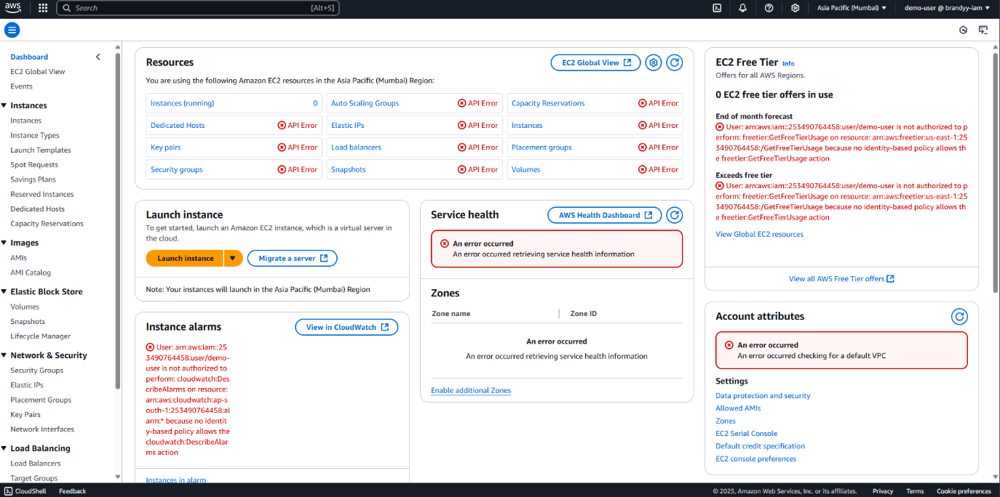 aws
Search
[Alt+S]
Asia Pacific (Mumbai)
demo-user @ brandyy-iam
Dashboard
EC2 Global View
Events
Instances
Instances
Instance Types
Launch Templates
Spot Requests
Savings Plans
Reserved Instances
Dedicated Hosts
Capacity Reservations
Images
AMIs
AMI Catalog
Elastic Block Store
Volumes
Snapshots
Lifecycle Manager
Network & Security
Security Groups
Elastic IPs
Placement Groups
Key Pairs
Network Interfaces
Load Balancing
Load Balancers
Target Groups
Resources
EC2 Global View
You are using the following Amazon EC2 resources in the Asia Pacific (Mumbai) Region:
Instances (running) 0
Auto Scaling Groups API Error
Capacity Reservations API Error
Dedicated Hosts API Error
Elastic IPs API Error
Instances API Error
Key pairs API Error
Load balancers API Error
Placement groups API Error
Security groups API Error
Snapshots API Error
Volumes API Error
Launch instance
To get started, launch an Amazon EC2 instance, which is a virtual server in
the cloud.
Launch instance
Migrate a server
Note: Your instances will launch in the Asia Pacific (Mumbai) Region
Instance alarms
View in CloudWatch
User: arn:aws:iam::25
3490764458:user/demo-
user is not authorized to
perform: cloudwatch:Des
cribeAlarms on resource:
arn:aws:cloudwatch:ap-s
outh-1:253490764458:al
arm:* because no identit
y-based policy allows the
cloudwatch:DescribeAlar
ms action
Instances in alarm
Service health
AWS Health Dashboard
An error occurred
An error occurred retrieving service health information
Zones
Zone name
Zone ID
An error occurred
An error occurred retrieving service health information
Enable additional Zones
EC2 Free Tier Info
Offers for all AWS Regions.
0 EC2 free tier offers in use
End of month forecast
User: arn:aws:iam::253490764458:user/demo-user is not authorized to p
erform: freetier:GetFreeTierUsage on resource: arn:aws:freetier:us-east-1:25
3490764458:/GetFreeTierUsage because no identity-based policy allows th
e freetier:GetFreeTierUsage action
Exceeds free tier
User: arn:aws:iam::253490764458:user/demo-user is not authorized to p
erform: freetier:GetFreeTierUsage on resource: arn:aws:freetier:us-east-1:25
3490764458:/GetFreeTierUsage because no identity-based policy allows th
e freetier:GetFreeTierUsage action
View Global EC2 resources
View all AWS Free Tier offers
Account attributes
An error occurred
An error occurred checking for a default VPC
Settings
Data protection and security
Allowed AMIs
Zones
EC2 Serial Console
Default credit specification
EC2 console preferences
CloudShell
Feedback
© 2025, Amazon Web Services, Inc. or its affiliates.
Privacy
Terms
Cookie preferences